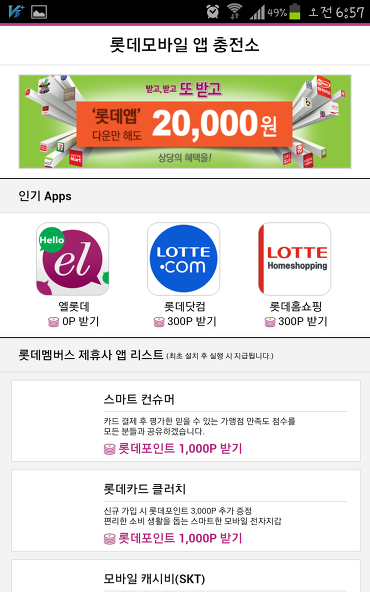 49%
오전 6:57
롯데모바일 앱 충전소
받고, 받고 또 받고
'롯데앱'
다운만 해도
20,000원
상당의 혜택을!
인기 Apps
Hello
el
LOTTE
.COM
LOTTE
Homeshopping
엘롯데
롯데닷컴
롯데홈쇼핑
0P 받기
300P 받기
300P 받기
롯데멤버스 제휴사 앱 리스트 (최초 설치 후 실행 시 지급됩니다.)
스마트 컨슈머
카드 결제 후 평가한 믿을 수 있는 가맹점 만족도 점수를
모든 분들과 공유하겠습니다.
롯데포인트 1,000P 받기
롯데카드 클러치
신규 가입 시 롯데포인트 3,000P 추가 증정
편리한 소비 생활을 돕는 스마트한 모바일 전자지갑
롯데포인트 1,000P 받기
모바일 캐시비(SKT)